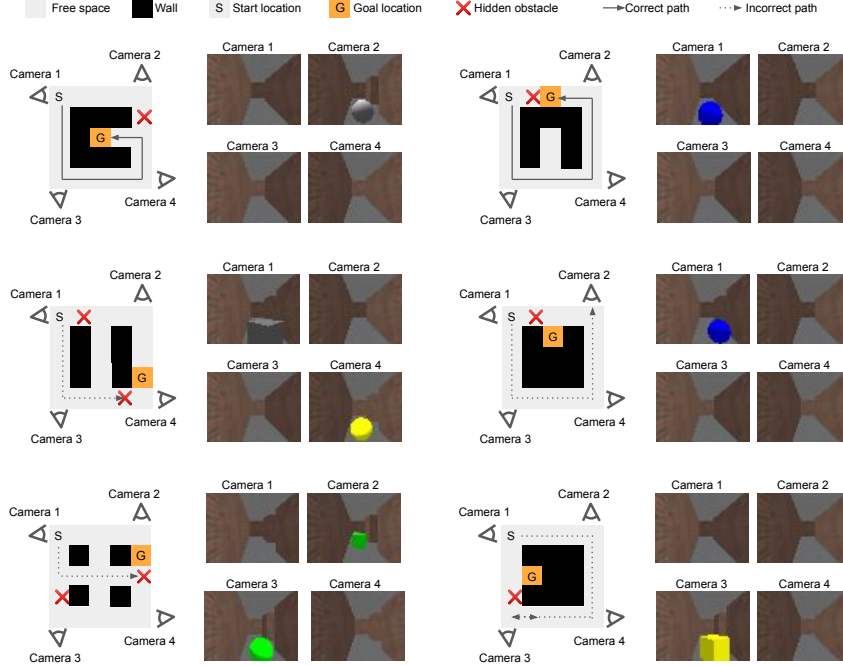 Free space Wall S Start location G Goal location Hidden obstacle Correct path Incorrect path
Camera 2
Camera 1
S
G
Camera 3
Camera 4
Camera 1 Camera 2
Camera 3 Camera 4
Camera 2
Camera 1
S
G
Camera 3
Camera 4
Camera 1 Camera 2
Camera 3 Camera 4
Camera 2
Camera 1
S
G
Camera 4
Camera 3
Camera 1 Camera 2
Camera 3 Camera 4
Camera 2
Camera 1
S
G
Camera 4
Camera 3
Camera 1 Camera 2
Camera 3 Camera 4
Camera 2
Camera 1
S
G
Camera 4
Camera 3
Camera 1 Camera 2
Camera 3 Camera 4
Camera 2
Camera 1
S
G
Camera 4
Camera 3
Camera 1 Camera 2
Camera 3 Camera 4